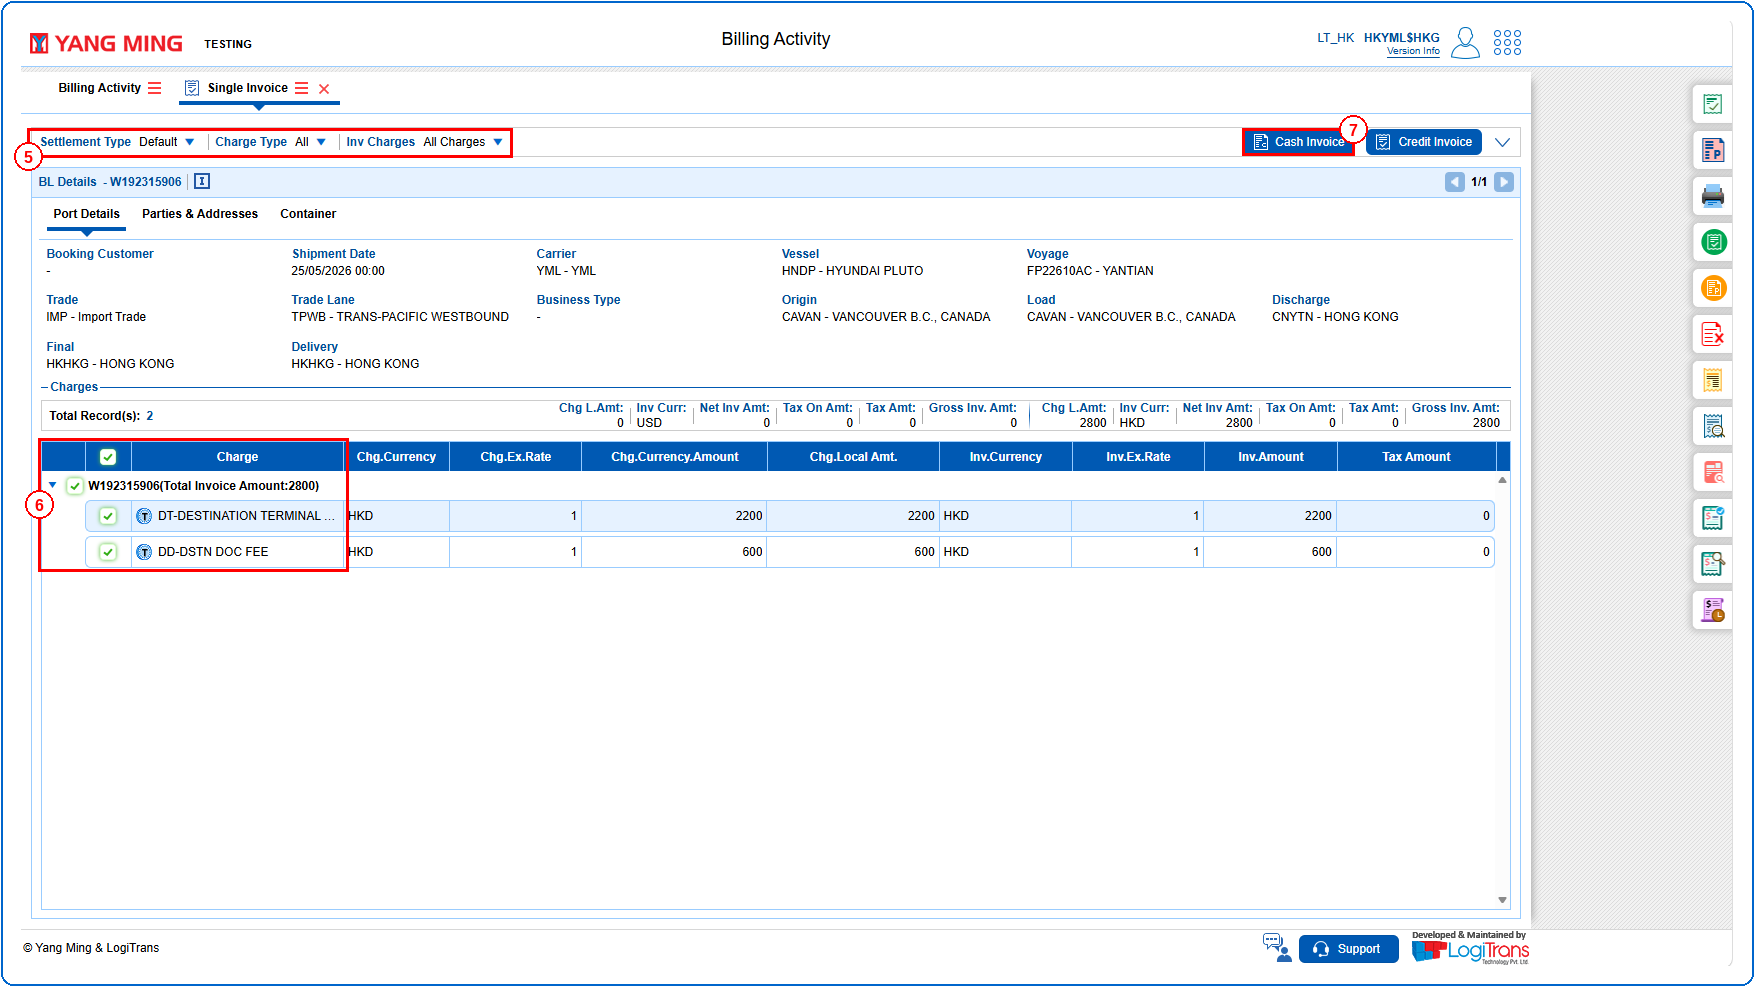 YANG MING TESTING Billing Activity LT_HK HKYML$HKG
Version Info
Billing Activity Single Invoice
Settlement Type Default Charge Type All Inv Charges All Charges Cash Invoice Credit Invoice
5 7
BL Details - W192315906 I 1/1
Port Details Parties & Addresses Container
Booking Customer Shipment Date Carrier Vessel Voyage
- 25/05/2026 00:00 YML - YML HNDP - HYUNDAI PLUTO FP22610AC - YANTIAN
Trade Trade Lane Business Type Origin Load Discharge
IMP - Import Trade TPWB - TRANS-PACIFIC WESTBOUND - CAVAN - VANCOUVER B.C., CANADA CAVAN - VANCOUVER B.C., CANADA CNYTN - HONG KONG
Final Delivery
HKHKG - HONG KONG HKHKG - HONG KONG
Charges
Total Record(s): 2
Chg L.Amt: Inv Curr: Net Inv Amt: Tax On Amt: Tax Amt: Gross Inv. Amt: Chg L.Amt: Inv Curr: Net Inv Amt: Tax On Amt: Tax Amt: Gross Inv. Amt:
0 USD 0 0 0 0 2800 HKD 2800 0 0 2800
Charge Chg.Currency Chg.Ex.Rate Chg.Currency.Amount Chg.Local Amt. Inv.Currency Inv.Ex.Rate Inv.Amount Tax Amount
W192315906(Total Invoice Amount:2800)
6
T DT-DESTINATION TERMINAL ... HKD 1 2200 2200 HKD 1 2200 0
T DD-DSTN DOC FEE HKD 1 600 600 HKD 1 600 0
© Yang Ming & LogiTrans
Support
Developed & Maintained by
LogiTrans
Technology Pvt. Ltd.